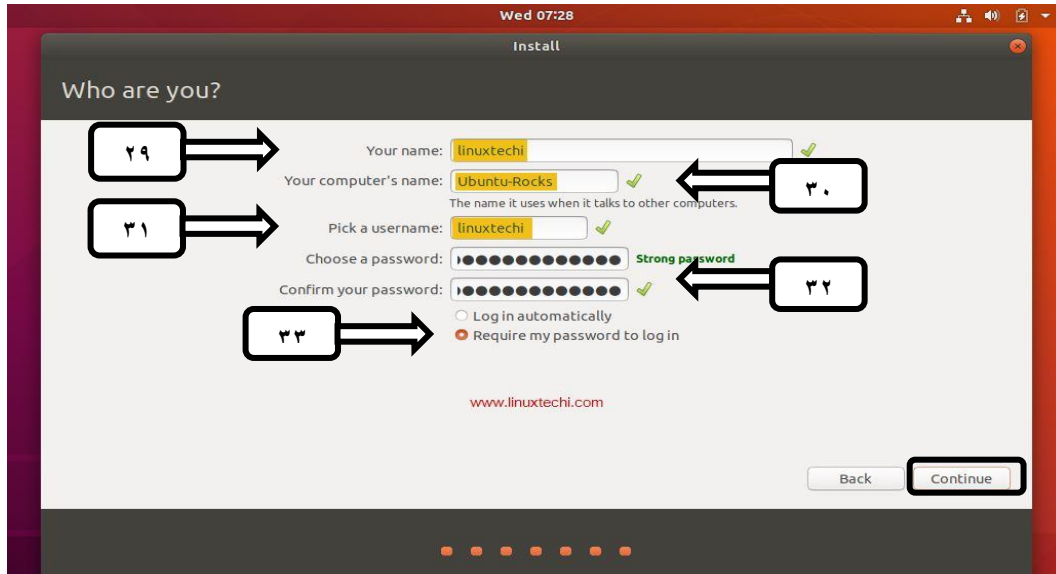 Wed 07:28
Install
Who are you?
٢٩
Your name: linuxtechi
Your computer's name: Ubuntu-Rocks
٣٠
The name it uses when it talks to other computers.
٣١
Pick a username: linuxtechi
Choose a password: Strong password
Confirm your password:
٣٢
Log in automatically
٣٣
Require my password to log in
www.linuxtechi.com
Back Continue